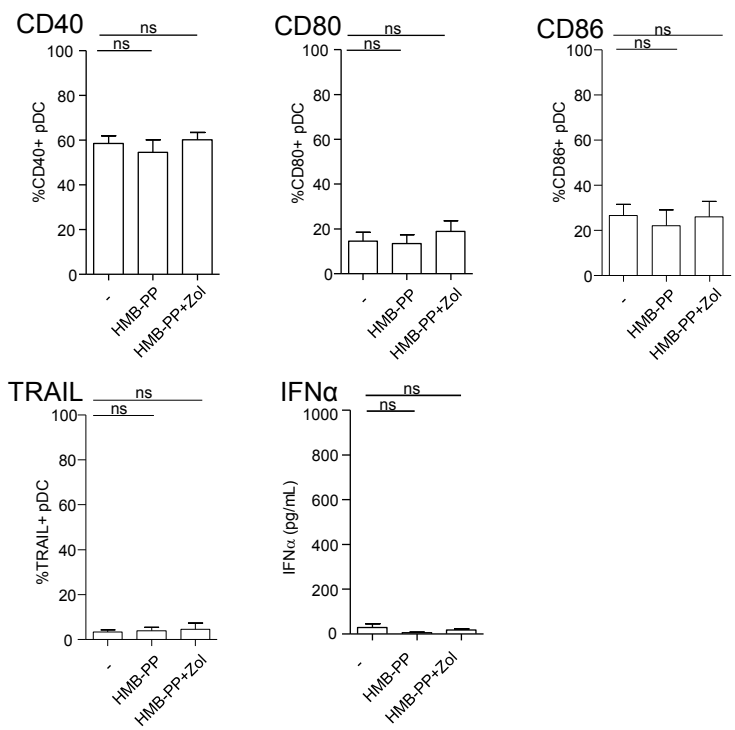 CD40
ns
ns
%CD40+ pDC
100
80
60
40
20
0
-
HMB-PP
HMB-PP+Zol
CD80
ns
ns
%CD80+ pDC
100
80
60
40
20
0
-
HMB-PP
HMB-PP+Zol
CD86
ns
ns
%CD86+ pDC
100
80
60
40
20
0
-
HMB-PP
HMB-PP+Zol
TRAIL
ns
ns
%TRAIL+ pDC
100
80
60
40
20
0
-
HMB-PP
HMB-PP+Zol
IFNα
ns
ns
IFNα (pg/mL)
1000
800
600
400
200
0
-
HMB-PP
HMB-PP+Zol